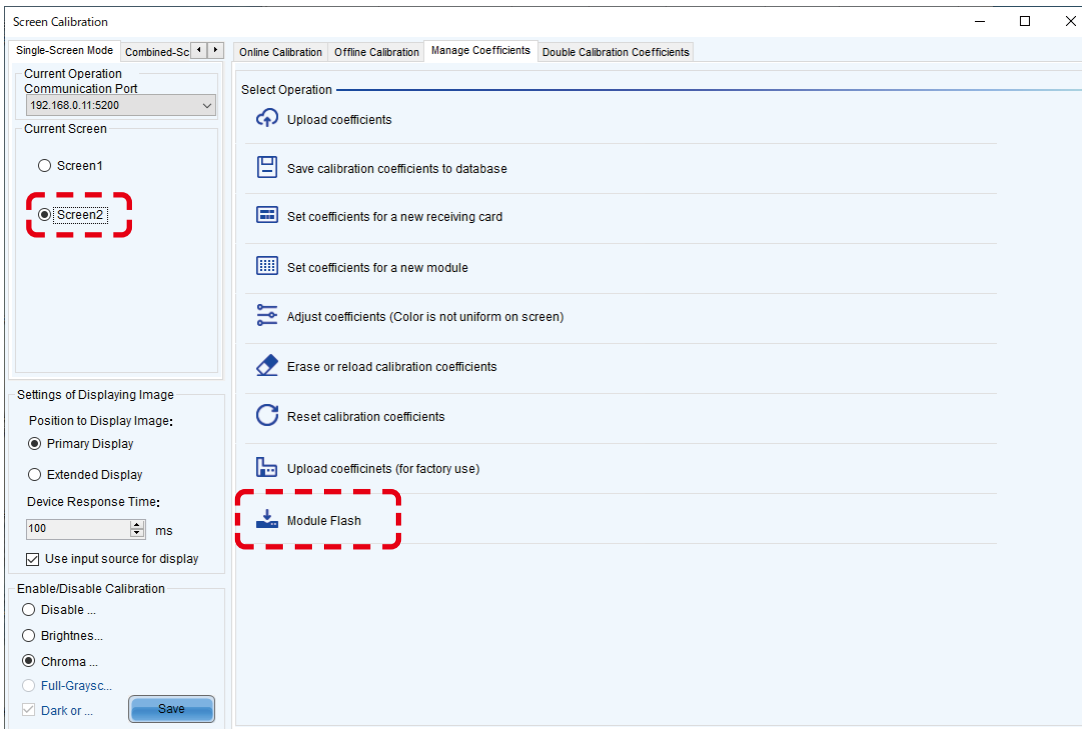 Screen Calibration
Single-Screen Mode
Combined-Sc
Current Operation
Communication Port
192.168.0.11:5200
Current Screen
Screen1
Screen2
Settings of Displaying Image
Position to Display Image:
Primary Display
Extended Display
Device Response Time:
100 ms
Use input source for display
Enable/Disable Calibration
Disable ...
Brightnes...
Chroma ...
Full-Graysc...
Dark or ...
Save
Online Calibration
Offline Calibration
Manage Coefficients
Double Calibration Coefficients
Select Operation
Upload coefficients
Save calibration coefficients to database
Set coefficients for a new receiving card
Set coefficients for a new module
Adjust coefficients (Color is not uniform on screen)
Erase or reload calibration coefficients
Reset calibration coefficients
Upload coefficinets (for factory use)
Module Flash